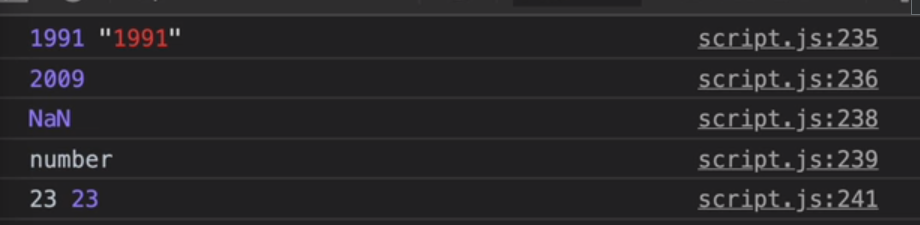 1991 "1991" script.js:235
2009 script.js:236
NaN script.js:238
number script.js:239
23 23 script.js:241